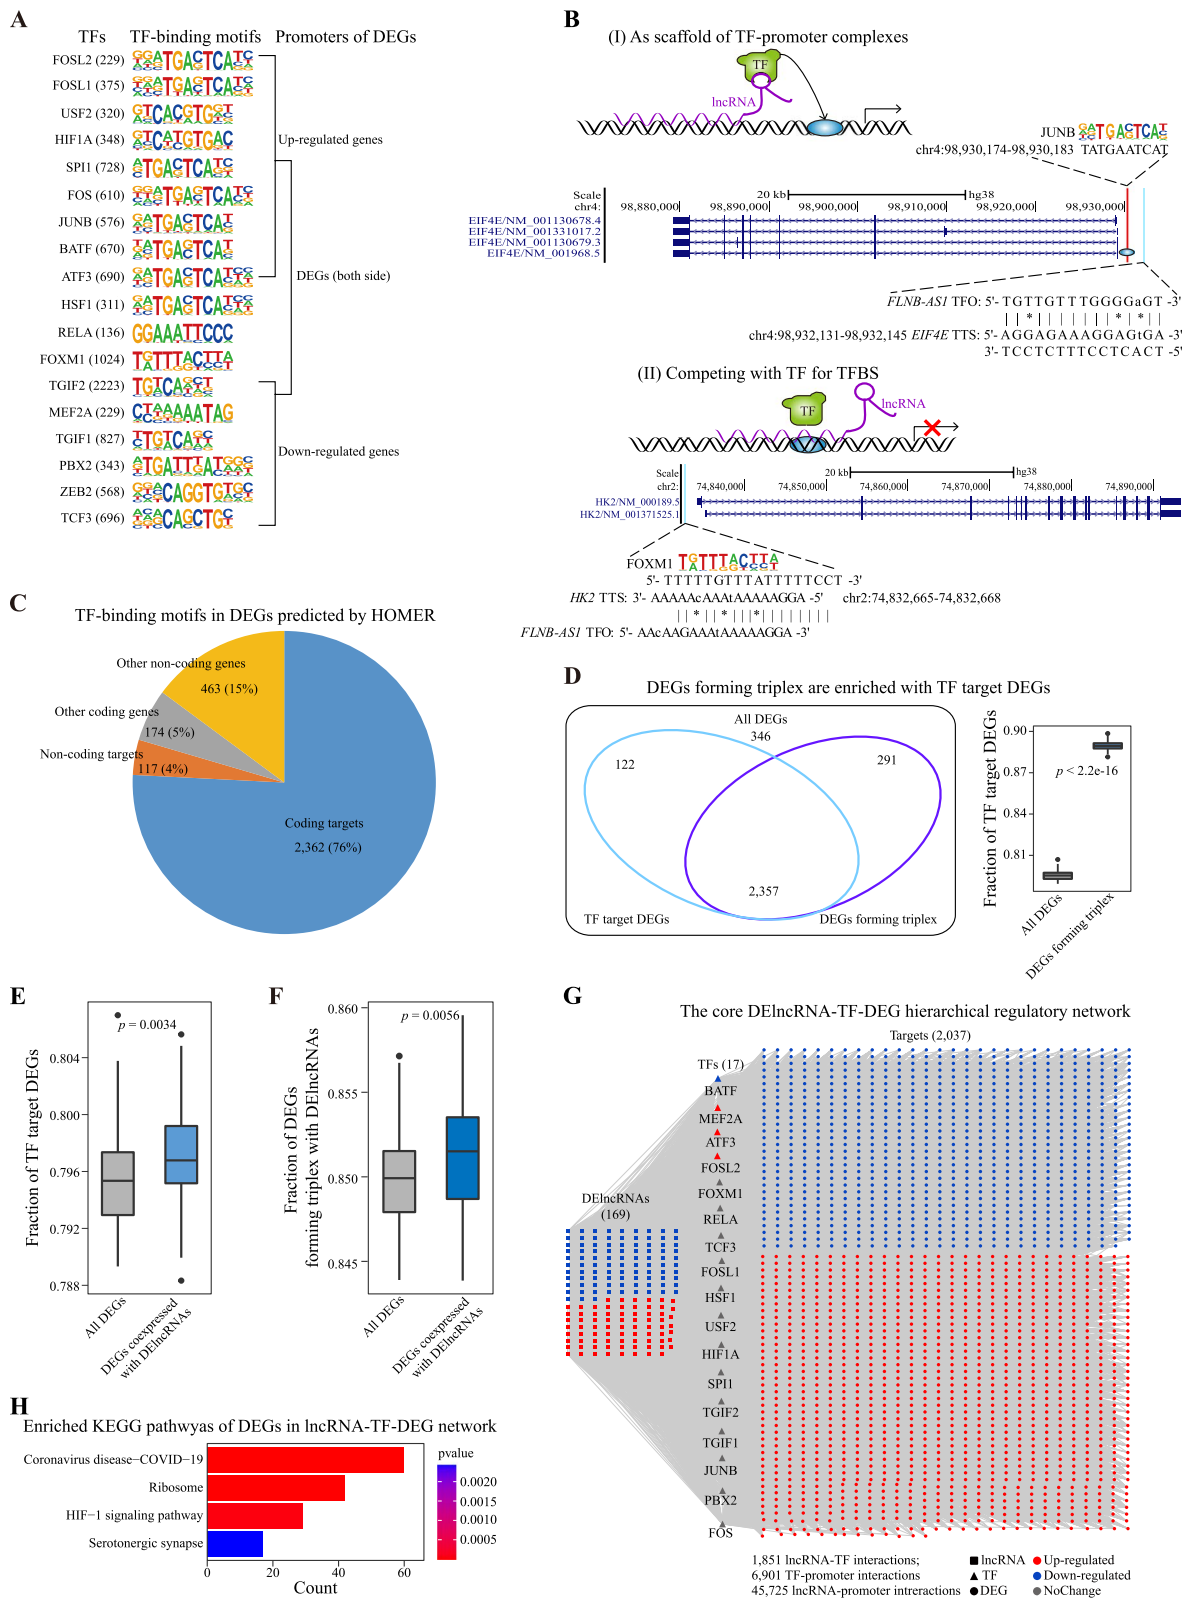 A
TFs TF-binding motifs Promoters of DEGs
FOSL2 (229)
FOSL1 (375)
USF2 (320)
HIF1A (348)
SPI1 (728)
FOS (610)
JUNB (576)
BATF (670)
ATF3 (690)
HSF1 (311)
RELA (136)
FOXM1 (1024)
TGIF2 (2223)
MEF2A (229)
TGIF1 (827)
PBX2 (343)
ZEB2 (568)
TCF3 (696)
Up-regulated genes
DEGs (both side)
Down-regulated genes
B
(I) As scaffold of TF-promoter complexes
TF
lncRNA
JUNB
chr4:98,930,174-98,930,183 TATGAATCAT
Scale 20 kb hg38
chr4: 98,880,000 98,890,000 98,900,000 98,910,000 98,920,000 98,930,000
EIF4E/NM_001130678.4
EIF4E/NM_001331017.2
EIF4E/NM_001130679.3
EIF4E/NM_001968.5
FLNB-AS1 TFO: 5'- TGTTGTTTGGGGaGT -3'
chr4:98,932,131-98,932,145 EIF4E TTS: 5'- AGGAGAAAGGAGtGA -3'
3'- TCCTCTTTCCTCACT -5'
(II) Competing with TF for TFBS
TF
lncRNA
Scale 20 kb hg38
chr2: 74,840,000 74,850,000 74,860,000 74,870,000 74,880,000 74,890,000
HK2/NM_000189.5
HK2/NM_001371525.1
FOXM1
5'- TTTTTGTTTATTTTTCCT -3'
HK2 TTS: 3'- AAAAAcAAAtAAAAAGGA -5' chr2:74,832,665-74,832,668
FLNB-AS1 TFO: 5'- AAcAAGAAAtAAAAAGGA -3'
C
TF-binding motifs in DEGs predicted by HOMER
Other non-coding genes
463 (15%)
Other coding genes
174 (5%)
Non-coding targets
117 (4%)
Coding targets
2,362 (76%)
D
DEGs forming triplex are enriched with TF target DEGs
All DEGs
346
122
291
2,357
TF target DEGs
DEGs forming triplex
Fraction of TF target DEGs
0.90
0.87
0.84
0.81
p < 2.2e-16
All DEGs
DEGs forming triplex
E
Fraction of TF target DEGs
0.804
0.800
0.796
0.792
0.788
p = 0.0034
All DEGs
DEGs coexpressed
with DElncRNAs
F
Fraction of DEGs
forming triplex with DElncRNAs
0.860
0.855
0.850
0.845
p = 0.0056
All DEGs
DEGs coexpressed
with DElncRNAs
G
The core DElncRNA-TF-DEG hierarchical regulatory network
Targets (2,037)
TFs (17)
BATF
MEF2A
ATF3
FOSL2
FOXM1
RELA
TCF3
FOSL1
HSF1
USF2
HIF1A
SPI1
TGIF2
TGIF1
JUNB
PBX2
FOS
DElncRNAs
(169)
1,851 lncRNA-TF interactions;
6,901 TF-promoter interactions
45,725 lncRNA-promoter inreractions
lncRNA
TF
DEG
Up-regulated
Down-regulated
NoChange
H
Enriched KEGG pathwyas of DEGs in lncRNA-TF-DEG network
Coronavirus disease−COVID−19
Ribosome
HIF−1 signaling pathway
Serotonergic synapse
0 20 40 60
Count
pvalue
0.0020
0.0015
0.0010
0.0005